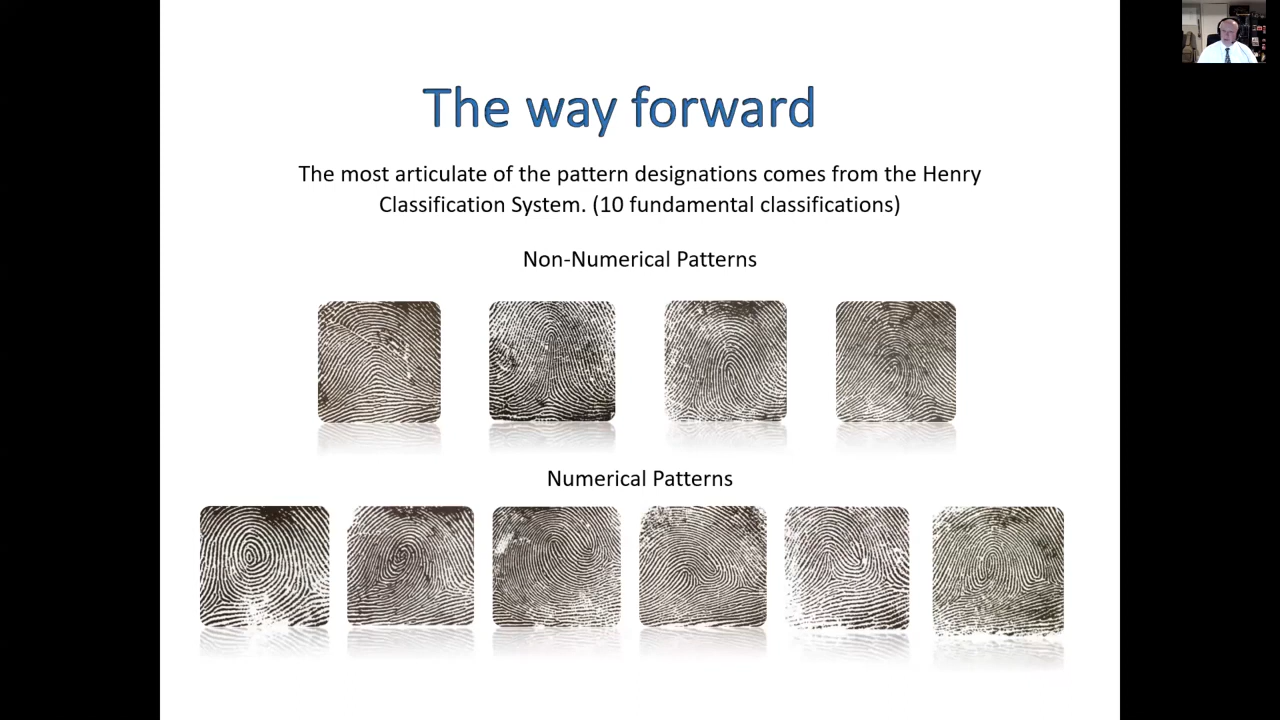 The way forward
The most articulate of the pattern designations comes from the Henry
Classification System. (10 fundamental classifications)
Non-Numerical Patterns
Numerical Patterns